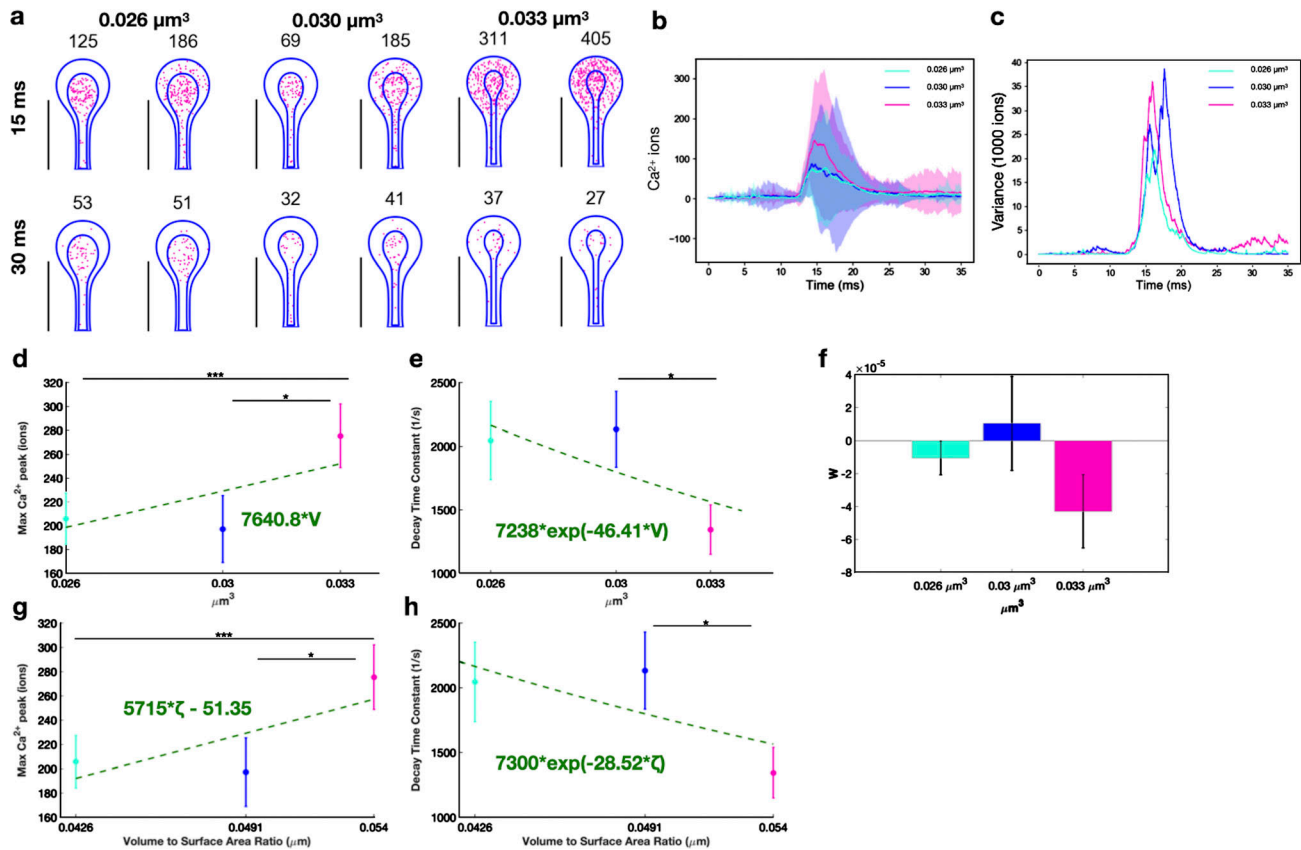 a
0.026 μm³ 0.030 μm³ 0.033 μm³
125 186 69 185 311 405
15 ms
53 51 32 41 37 27
30 ms
b
Ca²⁺ ions
300
200
100
0
−100
0 5 10 15 20 25 30 35
Time (ms)
0.026 μm³
0.030 μm³
0.033 μm³
c
Variance (1000 ions)
40
35
30
25
20
15
10
5
0
0 5 10 15 20 25 30 35
Time (ms)
0.026 μm³
0.030 μm³
0.033 μm³
d
Max Ca²⁺ peak (ions)
320
300
280
260
240
220
200
180
160
***
*
7640.8*V
0.026 0.03 0.033
μm³
e
Decay Time Constant (1/s)
2500
2000
1500
1000
*
7238*exp(-46.41*V)
0.026 0.03 0.033
μm³
f
×10⁻⁵
W
4
2
0
-2
-4
-6
-8
0.026 μm³ 0.03 μm³ 0.033 μm³
μm³
g
Max Ca²⁺ peak (ions)
320
300
280
260
240
220
200
180
160
***
*
5715*ζ - 51.35
0.0426 0.0491 0.054
Volume to Surface Area Ratio (μm)
h
Decay Time Constant (1/s)
2500
2000
1500
1000
*
7300*exp(-28.52*ζ)
0.0426 0.0491 0.054
Volume to Surface Area Ratio (μm)